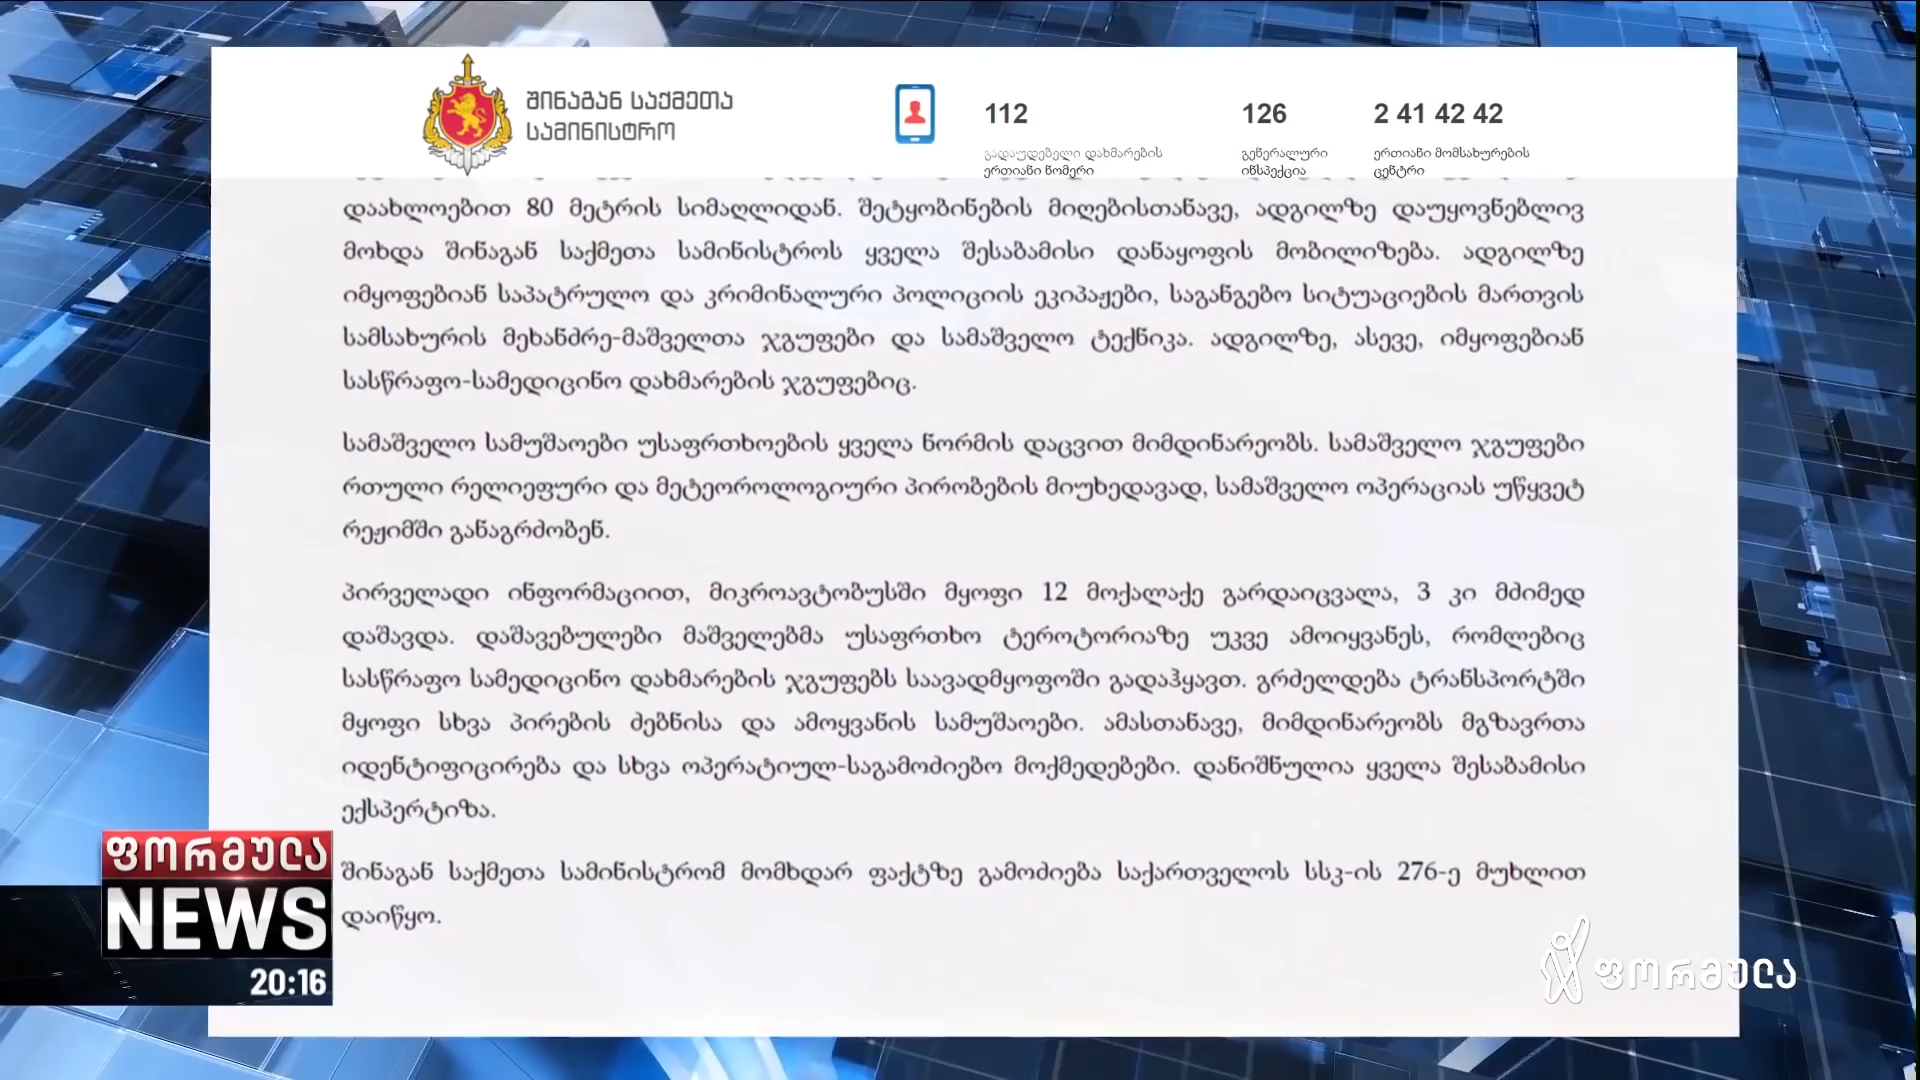 შინაგან საქმეთა
სამინისტრო
112
გადაუდებელი დახმარების
ერთიანი ნომერი
126
გენერალური
ინსპექცია
2 41 42 42
ერთიანი მომსახურების
ცენტრი
დაახლოებით 80 მეტრის სიმაღლიდან. შეტყობინების მიღებისთანავე, ადგილზე დაუყოვნებლივ
მოხდა შინაგან საქმეთა სამინისტროს ყველა შესაბამისი დანაყოფის მობილიზება. ადგილზე
იმყოფებიან საპატრულო და კრიმინალური პოლიციის ეკიპაჟები, საგანგებო სიტუაციების მართვის
სამსახურის მეხანძრე-მაშველთა ჯგუფები და სამაშველო ტექნიკა. ადგილზე, ასევე, იმყოფებიან
სასწრაფო-სამედიცინო დახმარების ჯგუფებიც.
სამაშველო სამუშაოები უსაფრთხოების ყველა ნორმის დაცვით მიმდინარეობს. სამაშველო ჯგუფები
რთული რელიეფური და მეტეოროლოგიური პირობების მიუხედავად, სამაშველო ოპერაციას უწყვეტ
რეჟიმში განაგრძობენ.
პირველადი ინფორმაციით, მიკროავტობუსში მყოფი 12 მოქალაქე გარდაიცვალა, 3 კი მძიმედ
დაშავდა. დაშავებულები მაშველებმა უსაფრთხო ტეროტორიაზე უკვე ამოიყვანეს, რომლებიც
სასწრაფო სამედიცინო დახმარების ჯგუფებს საავადმყოფოში გადაჰყავთ. გრძელდება ტრანსპორტში
მყოფი სხვა პირების ძებნისა და ამოყვანის სამუშაოები. ამასთანავე, მიმდინარეობს მგზავრთა
იდენტიფიცირება და სხვა ოპერატიულ-საგამოძიებო მოქმედებები. დანიშნულია ყველა შესაბამისი
ექსპერტიზა.
შინაგან საქმეთა სამინისტრომ მომხდარ ფაქტზე გამოძიება საქართველოს სსკ-ის 276-ე მუხლით
დაიწყო.
ფორმულა
NEWS
20:16
ფორმულა